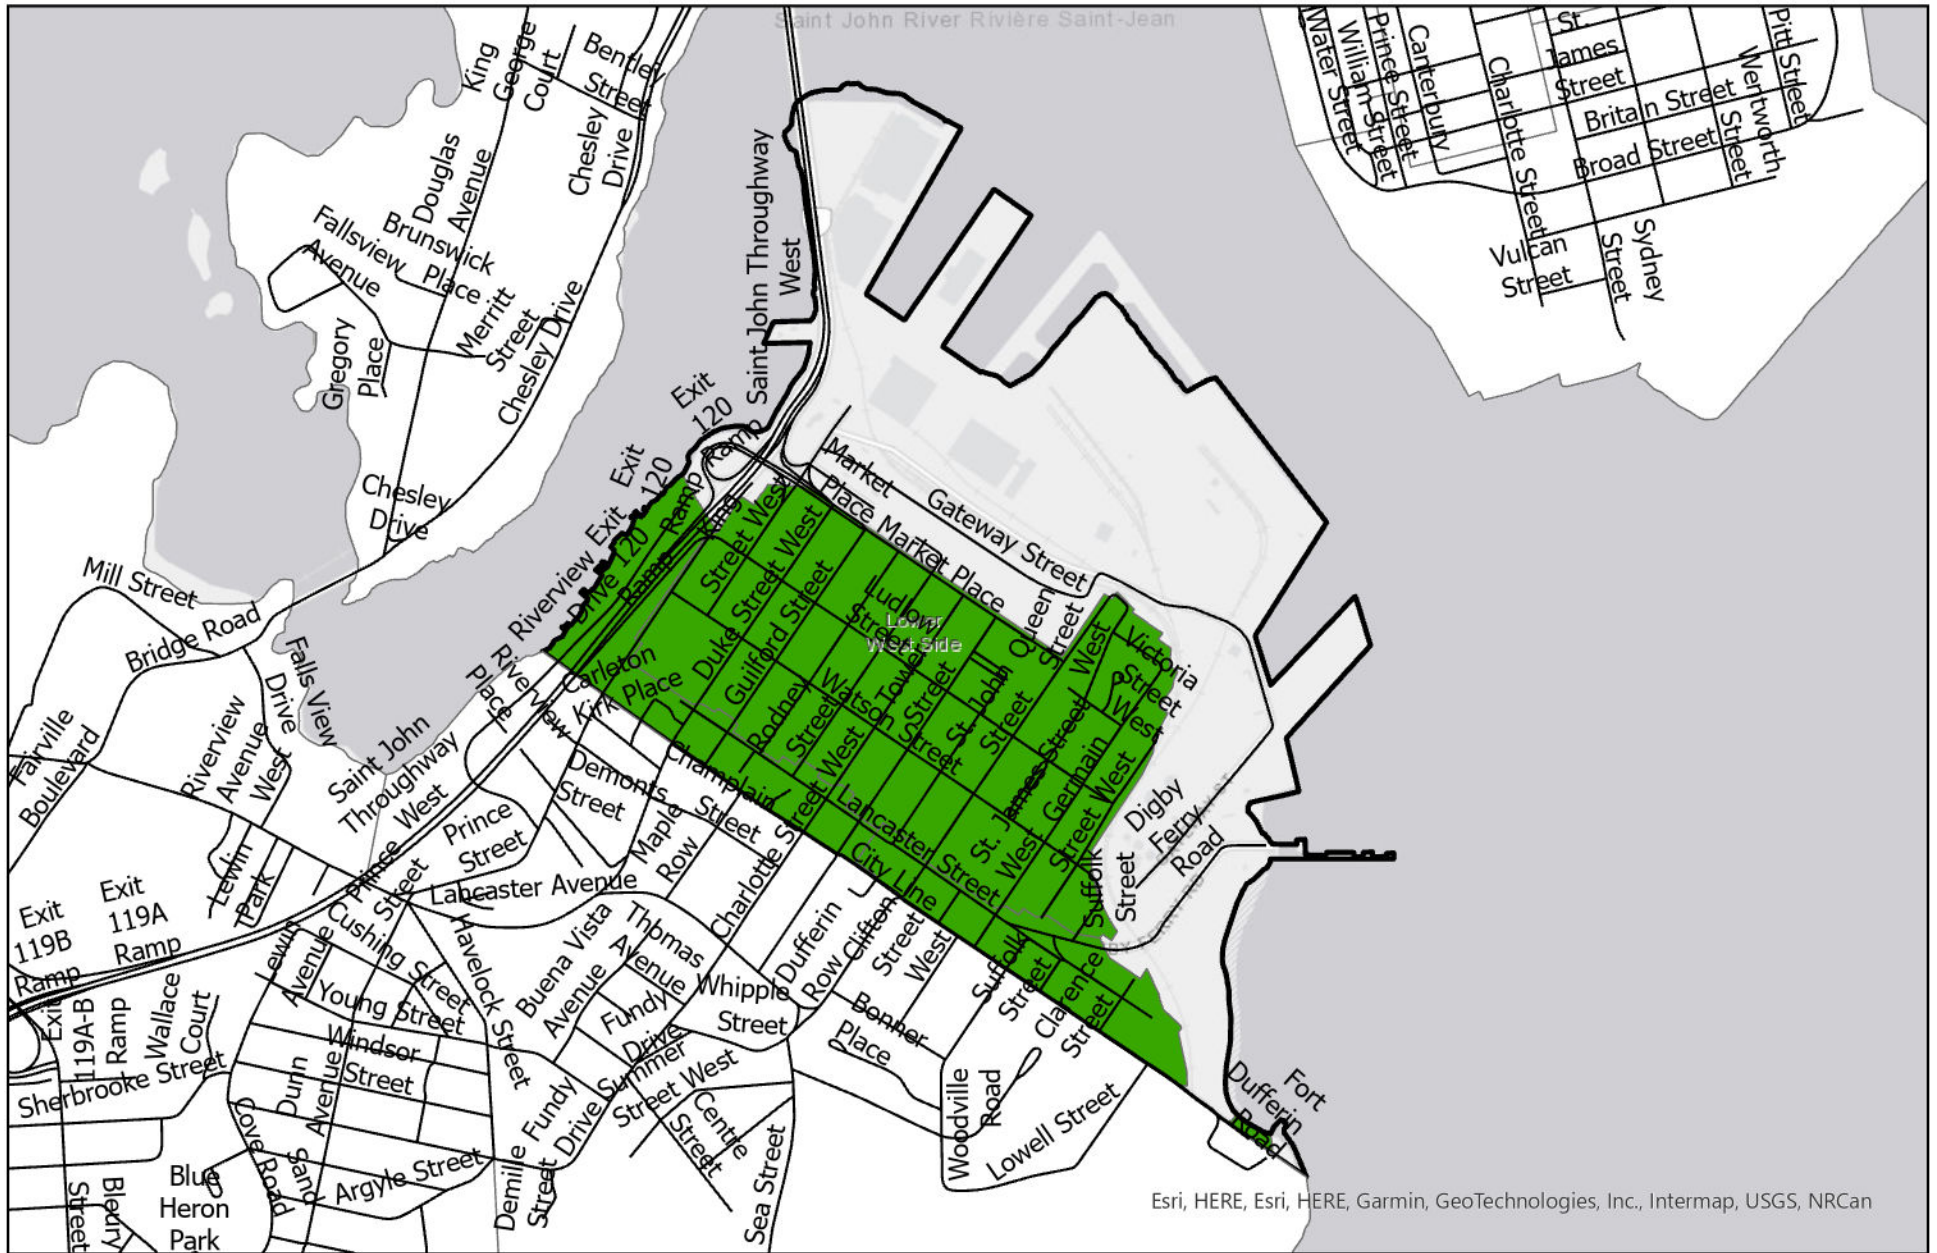 Saint John River Rivière Saint-Jean
King
George
Court
Bentley
Street
Chesley
Drive
Douglas
Avenue
Brunswick
Place
Fallsview
Avenue
Merritt
Street
Chesley Drive
Gregory
Place
Chesley
Drive
Saint John Throughway
West
Water Street
Prince
William Street
Street
Canterbury
Charlotte Street
St.
James
Street
Britain Street
Broad Street
Wentworth
Street
Pitt Street
Vulcan
Street
Sydney
Street
Exit
120
Ramp
Exit
120
Ramp
Exit
120
Ramp
Riverview
Drive
Market
Place
Market Place
Gateway Street
King
Street West
Duke Street West
Guilford Street
Ludlow
Street
Lower
West Side
Queen
Street
West
Victoria
Street
West
Rodney
Street
Watson Street
Tower
Street
St. John
Street
St. James Street
West
Germain
Street West
Digby
Ferry
Road
Suffolk
Street
Lancaster Street
City Line
Carleton
Kirk Place
Champlain
Street
Charlotte Street West
Mill Street
Bridge Road
Falls View
Drive
Riverview
Place
Riverview
Avenue
West
Fairville
Boulevard
Saint John
Throughway
West
Prince
Street
Demonts
Street
Maple
Row
Lancaster Avenue
Lewin
Park
Prince
Street
Exit
119B
Ramp
Exit
119A
Ramp
Lewin
Avenue
Cushing Street
Havelock Street
Buena Vista
Avenue
Thomas
Avenue
Dufferin
Row
Clifton
Street
West
Suffolk
Street
Clarence
Street
Whipple
Street
Fundy
Drive
Bonner
Place
Exit
119A-B
Ramp
Wallace
Court
Young Street
Windsor
Street
Sherbrooke Street
Dunn
Avenue
Summer
Street West
Fundy
Drive
Centre
Street
Woodville
Road
Lowell Street
Fort
Dufferin
Road
Sand
Cove Road
Argyle Street
Demille
Street
Sea Street
Bleury
Street
Blue
Heron
Park
Esri, HERE, Esri, HERE, Garmin, GeoTechnologies, Inc., Intermap, USGS, NRCan